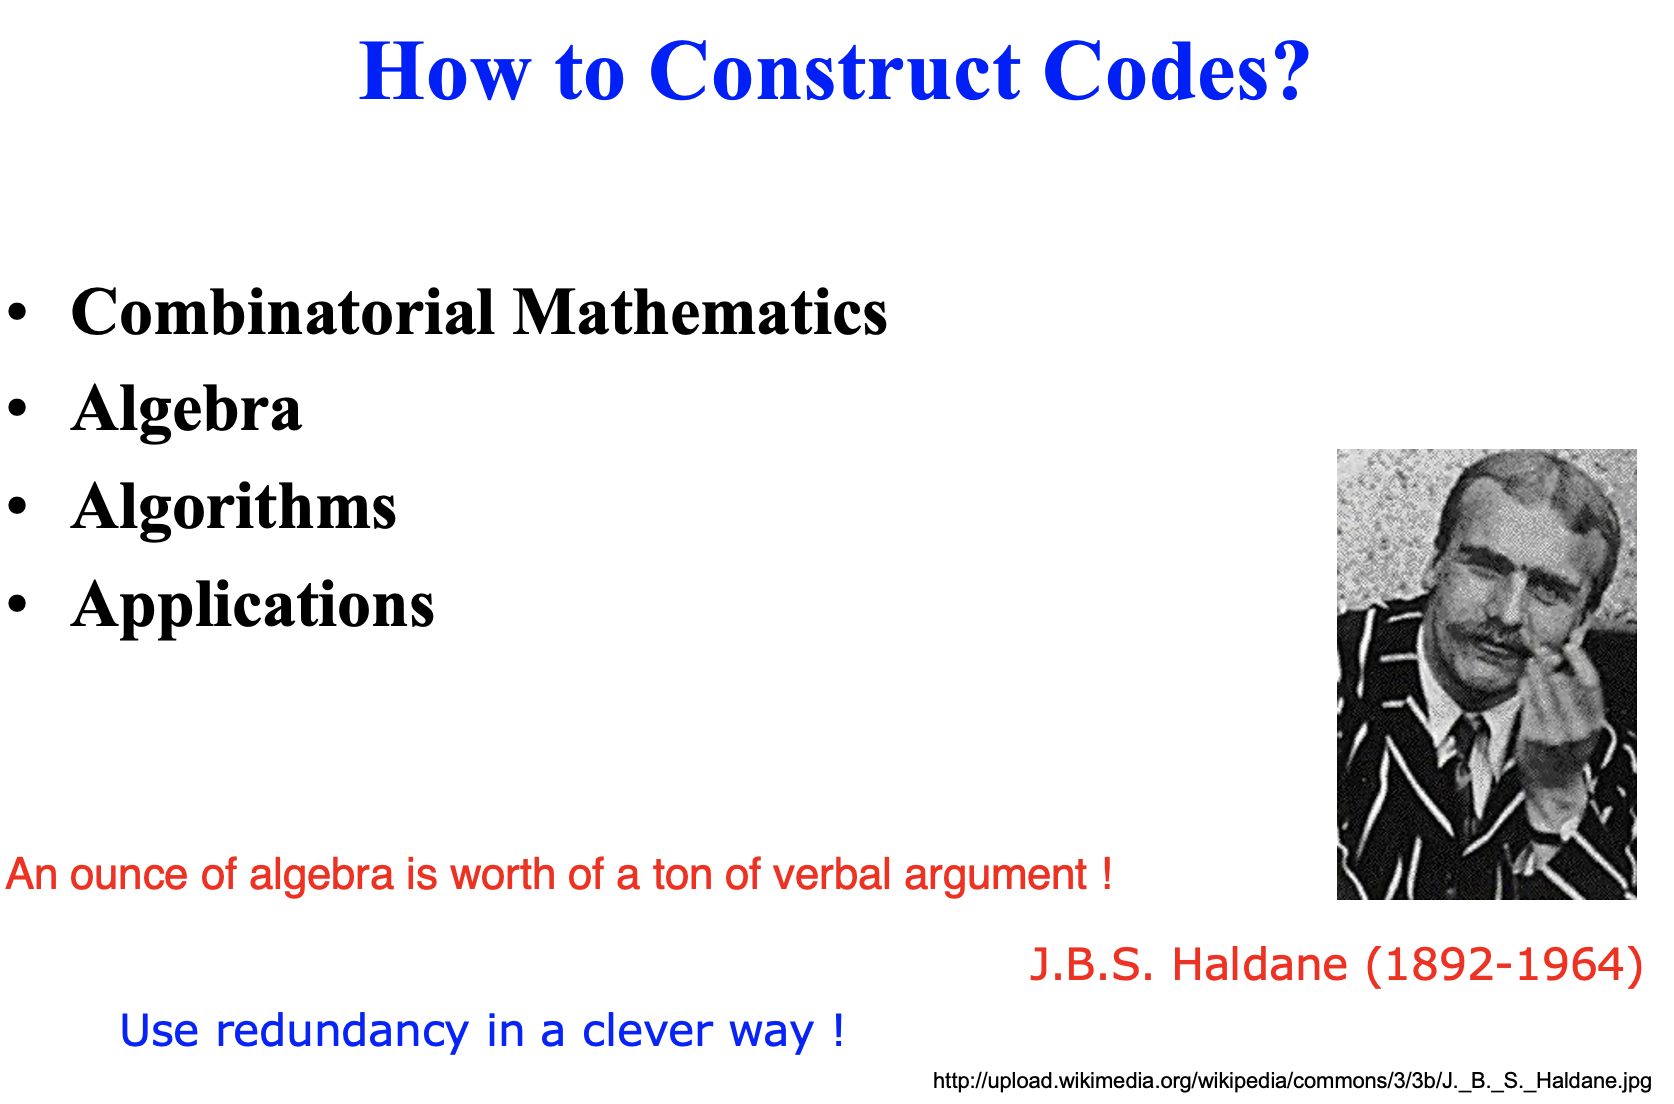 How to Construct Codes?
• Combinatorial Mathematics
• Algebra
• Algorithms
• Applications
An ounce of algebra is worth of a ton of verbal argument !
J.B.S. Haldane (1892-1964)
Use redundancy in a clever way !
http://upload.wikimedia.org/wikipedia/commons/3/3b/J._B._S._Haldane.jpg